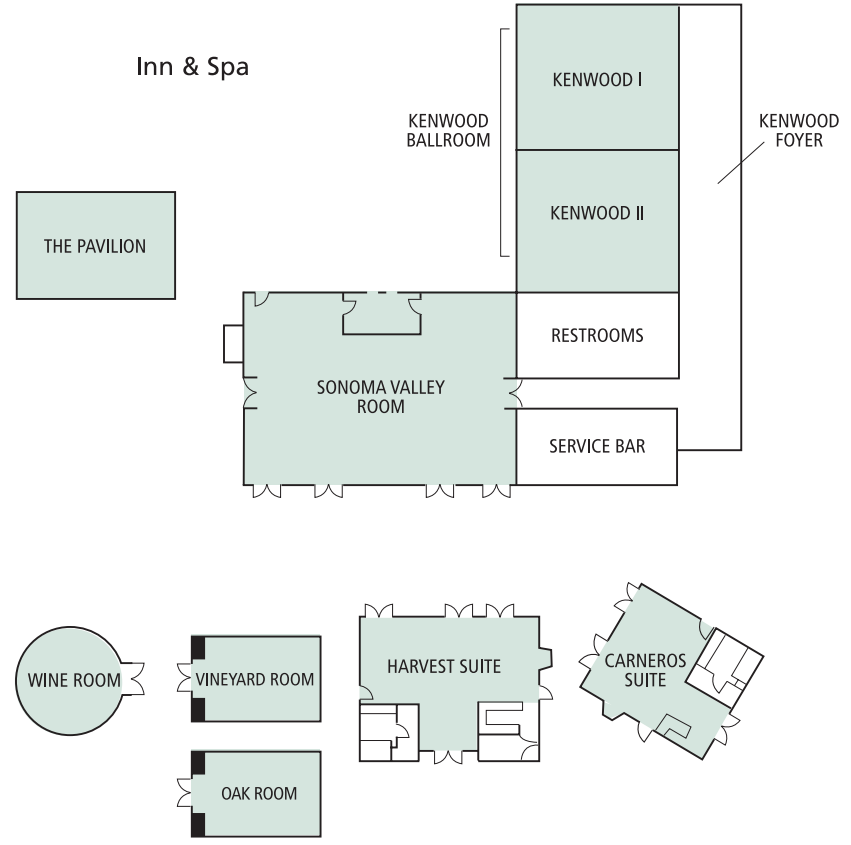 Inn & Spa
KENWOOD I
KENWOOD
BALLROOM
KENWOOD
FOYER
KENWOOD II
THE PAVILION
RESTROOMS
SONOMA VALLEY
ROOM
SERVICE BAR
WINE ROOM
VINEYARD ROOM
HARVEST SUITE
CARNEROS
SUITE
OAK ROOM